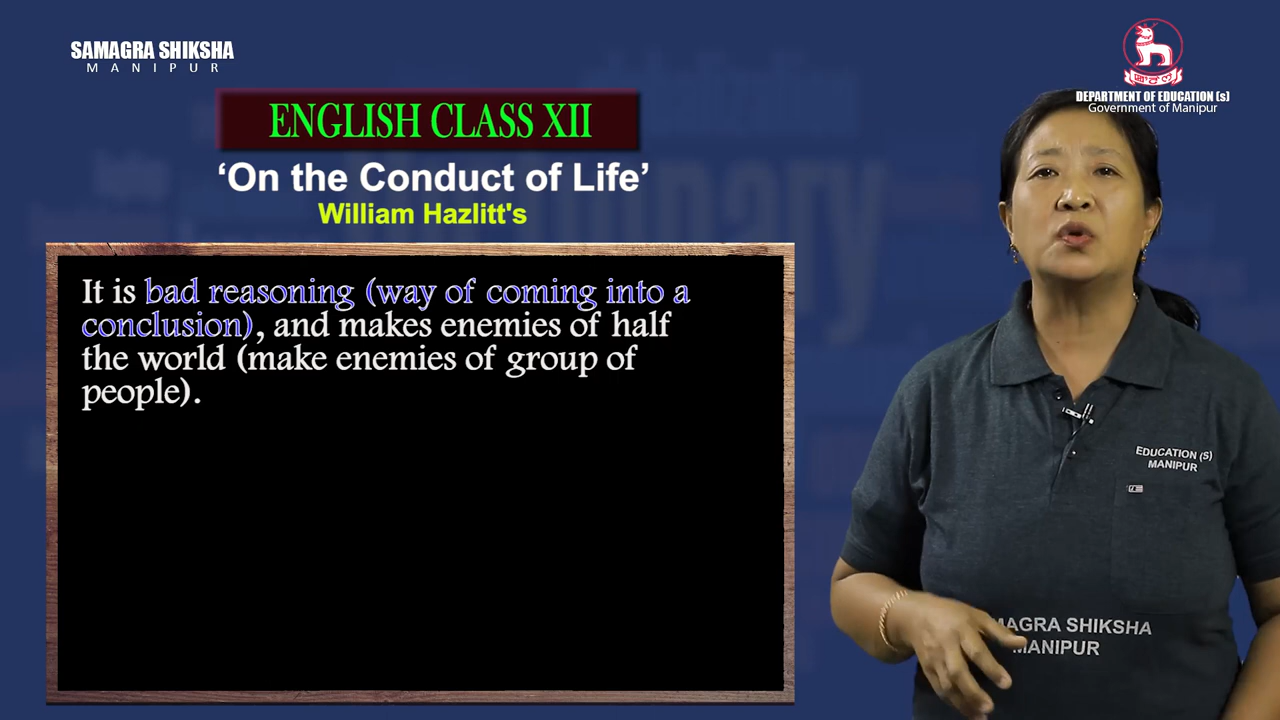 SAMAGRA SHIKSHA
MANIPUR
DEPARTMENT OF EDUCATION (s)
Government of Manipur
ENGLISH CLASS XII
‘On the Conduct of Life’
William Hazlitt's
It is bad reasoning (way of coming into a
conclusion), and makes enemies of half
the world (make enemies of group of
people).
EDUCATION (S)
MANIPUR
MAGRA SHIKSHA
MANIPUR